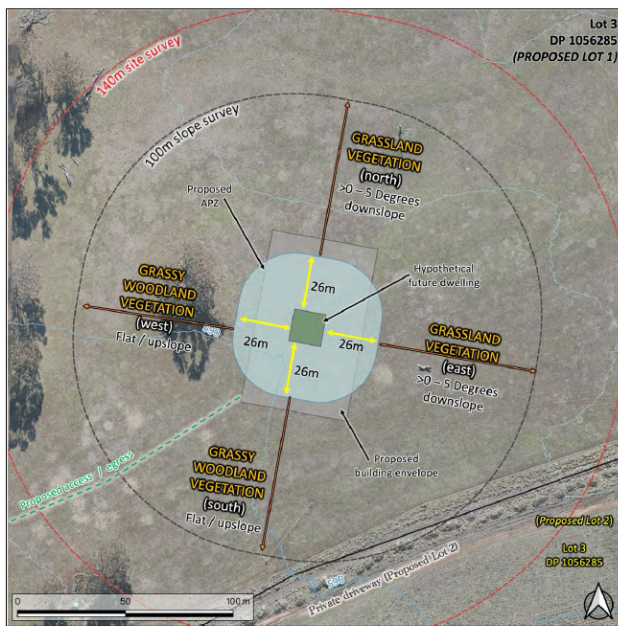 Lot 3
DP 1056285
(PROPOSED LOT 1)
140m site survey
100m slope survey
GRASSLAND
VEGETATION
(north)
>0 – 5 Degrees
downslope
Proposed
APZ
Hypothetical
future dwelling
26m
GRASSY
WOODLAND
VEGETATION
(west)
Flat / upslope
590
26m
26m
26m
GRASSLAND
VEGETATION
(east)
>0 – 5 Degrees
downslope
Proposed
building envelope
Proposed access / egress
GRASSY
WOODLAND
VEGETATION
(south)
Flat / upslope
(Proposed Lot 2)
Lot 3
DP 1056285
590
Private driveway (Proposed Lot 2)
0
50
100 m